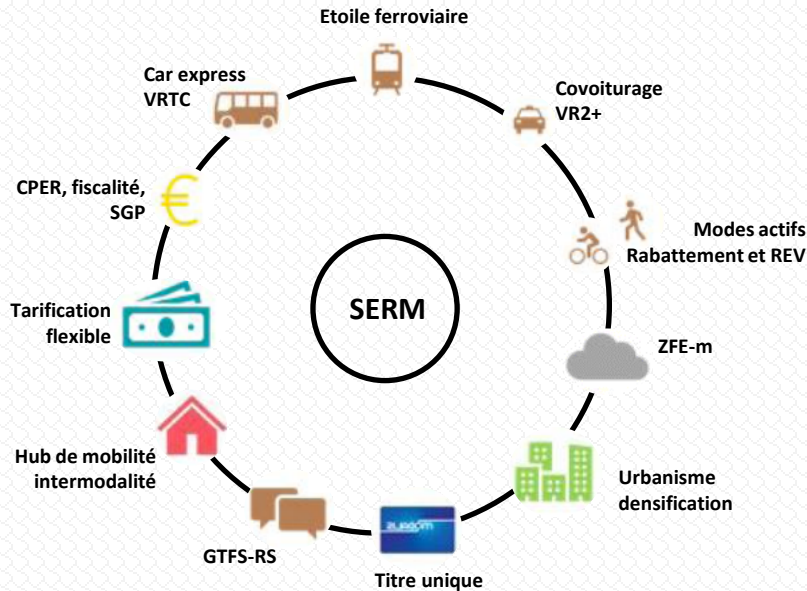 Etoile ferroviaire
Car express
VRTC
Covoiturage
VR2+
CPER, fiscalité,
SGP
Modes actifs
Rabattement et REV
SERM
Tarification
flexible
ZFE-m
Hub de mobilité
intermodalité
Urbanisme
densification
GTFS-RS
Titre unique